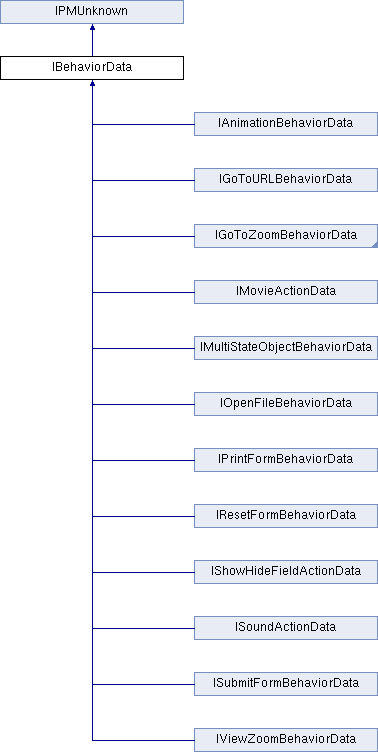 IPMUnknown
IBehaviorData
IAnimationBehaviorData
IGoToURLBehaviorData
IGoToZoomBehaviorData
IMovieActionData
IMultiStateObjectBehaviorData
IOpenFileBehaviorData
IPrintFormBehaviorData
IResetFormBehaviorData
IShowHideFieldActionData
ISoundActionData
ISubmitFormBehaviorData
IViewZoomBehaviorData